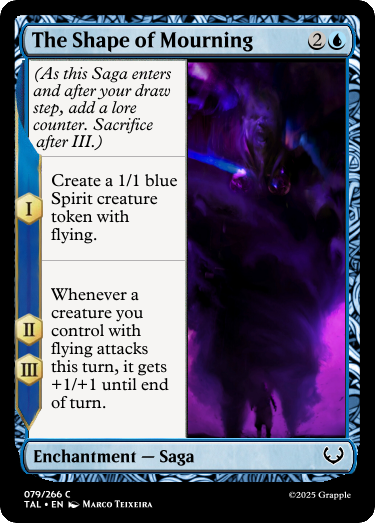 The Shape of Mourning 2
(As this Saga enters
and after your draw
step, add a lore
counter. Sacrifice
after III.)
I
Create a 1/1 blue
Spirit creature
token with
flying.
II
III
Whenever a
creature you
control with
flying attacks
this turn, it gets
+1/+1 until end
of turn.
Enchantment — Saga
079/266 C
TAL • EN Marco Teixeira
©2025 Grapple